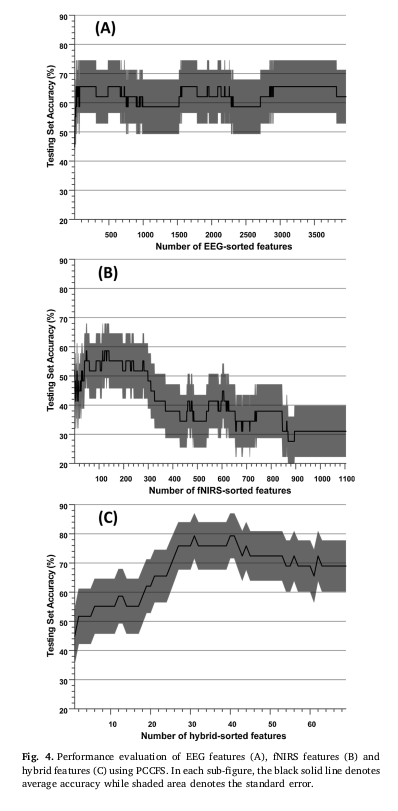 (A)
Testing Set Accuracy (%)
90
80
70
60
50
40
30
20
500 1000 1500 2000 2500 3000 3500
Number of EEG-sorted features
(B)
Testing Set Accuracy (%)
90
80
70
60
50
40
30
20
100 200 300 400 500 600 700 800 900 1000 1100
Number of fNIRS-sorted features
(C)
Testing Set Accuracy (%)
90
80
70
60
50
40
30
20
10 20 30 40 50 60
Number of hybrid-sorted features
Fig. 4. Performance evaluation of EEG features (A), fNIRS features (B) and
hybrid features (C) using PCCFS. In each sub-figure, the black solid line denotes
average accuracy while shaded area denotes the standard error.